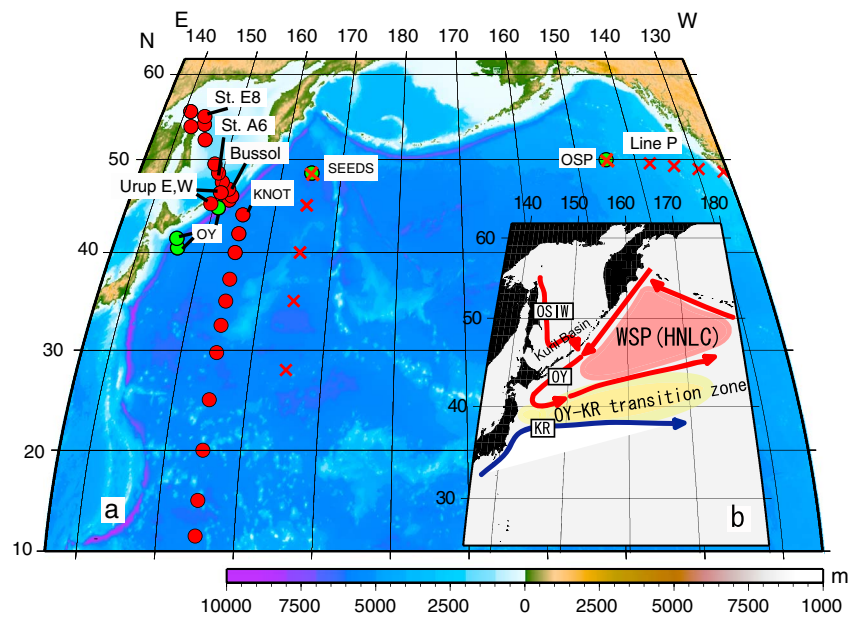 E
W
N
140 150 160 170 180 170 160 150 140 130
60
St. E8
St. A6
Bussol
50
SEEDS
OSP
Line P
Urup E,W
KNOT
OY
40
30
20
10
a
140 150 160 170 180
60
OSIW
50
Kuril Basin
WSP(HNLC)
OY
OY-KR transition zone
40
KR
30
b
m
10000 7500 5000 2500 0 2500 5000 7500 1000